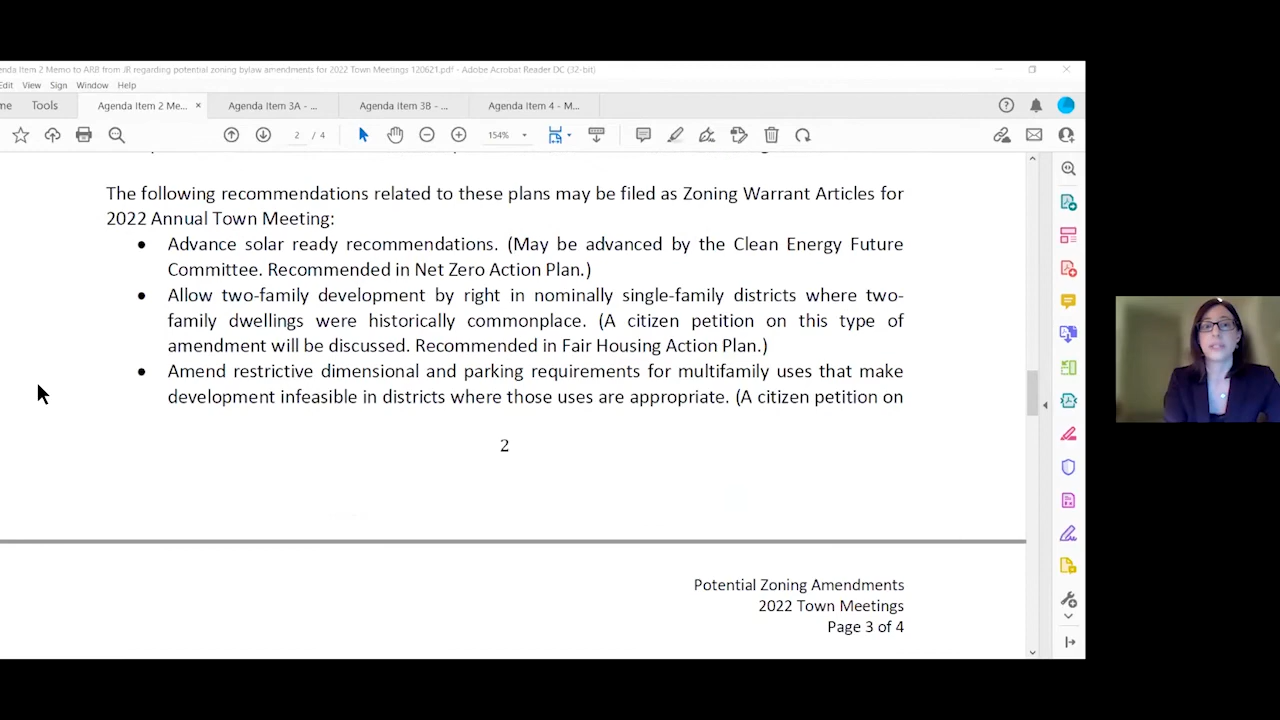 enda Item 2 Memo to ARB from JR regarding potential zoning bylaw amendments for 2022 Town Meetings 120621.pdf - Adobe Acrobat Reader DC (32-bit)
Edit View Sign Window Help
me Tools Agenda Item 2 Me... × Agenda Item 3A - ... Agenda Item 3B - ... Agenda Item 4 - M...
2 / 4 154%
The following recommendations related to these plans may be filed as Zoning Warrant Articles for
2022 Annual Town Meeting:
• Advance solar ready recommendations. (May be advanced by the Clean Energy Future
Committee. Recommended in Net Zero Action Plan.)
• Allow two-family development by right in nominally single-family districts where two-
family dwellings were historically commonplace. (A citizen petition on this type of
amendment will be discussed. Recommended in Fair Housing Action Plan.)
• Amend restrictive dimensional and parking requirements for multifamily uses that make
development infeasible in districts where those uses are appropriate. (A citizen petition on
2
Potential Zoning Amendments
2022 Town Meetings
Page 3 of 4